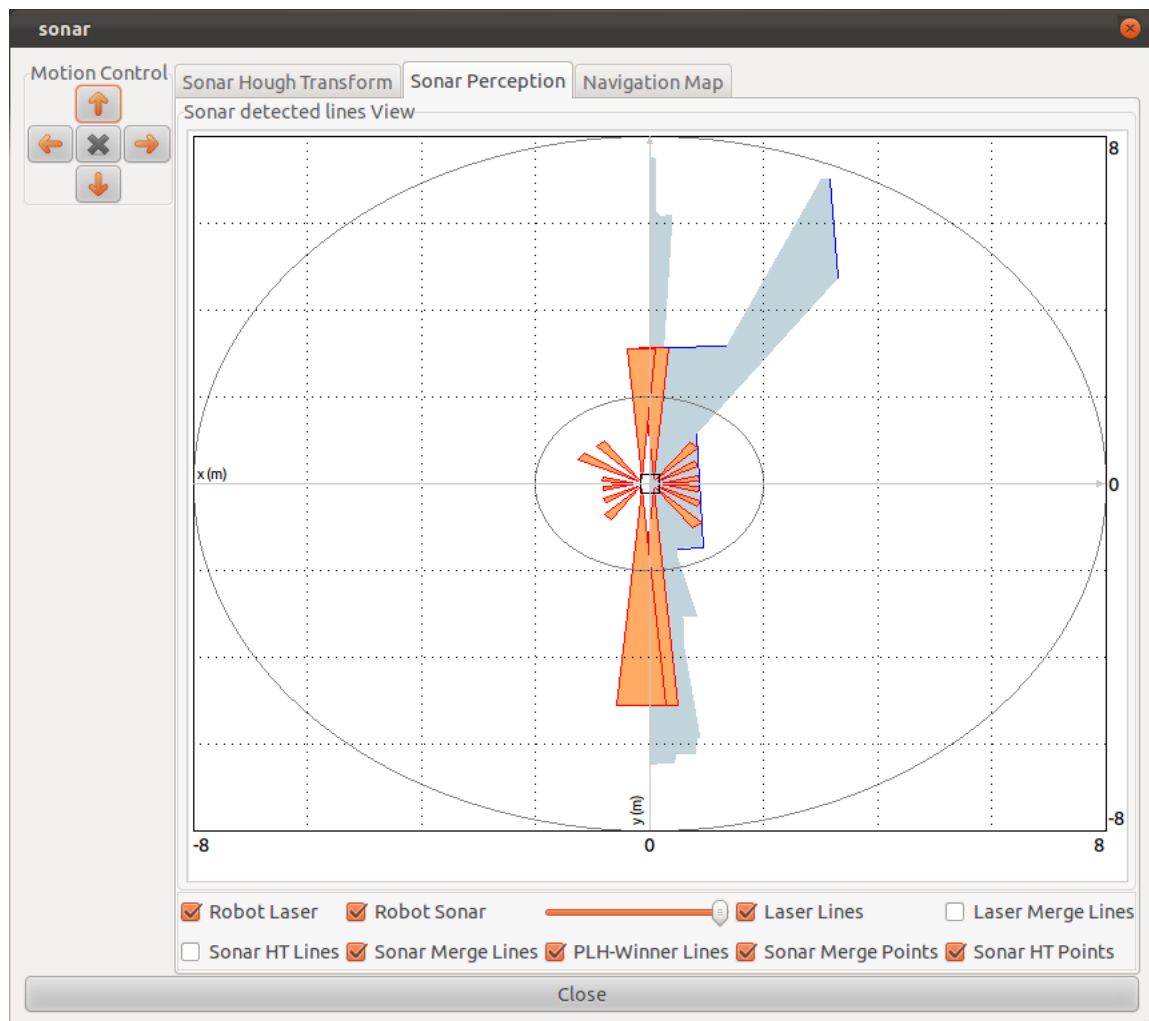 sonar
Motion Control
Sonar Hough Transform Sonar Perception Navigation Map
Sonar detected lines View
8
x (m)
0
y (m)
-8
-8 0 8
Robot Laser Robot Sonar Laser Lines Laser Merge Lines
Sonar HT Lines Sonar Merge Lines PLH-Winner Lines Sonar Merge Points Sonar HT Points
Close